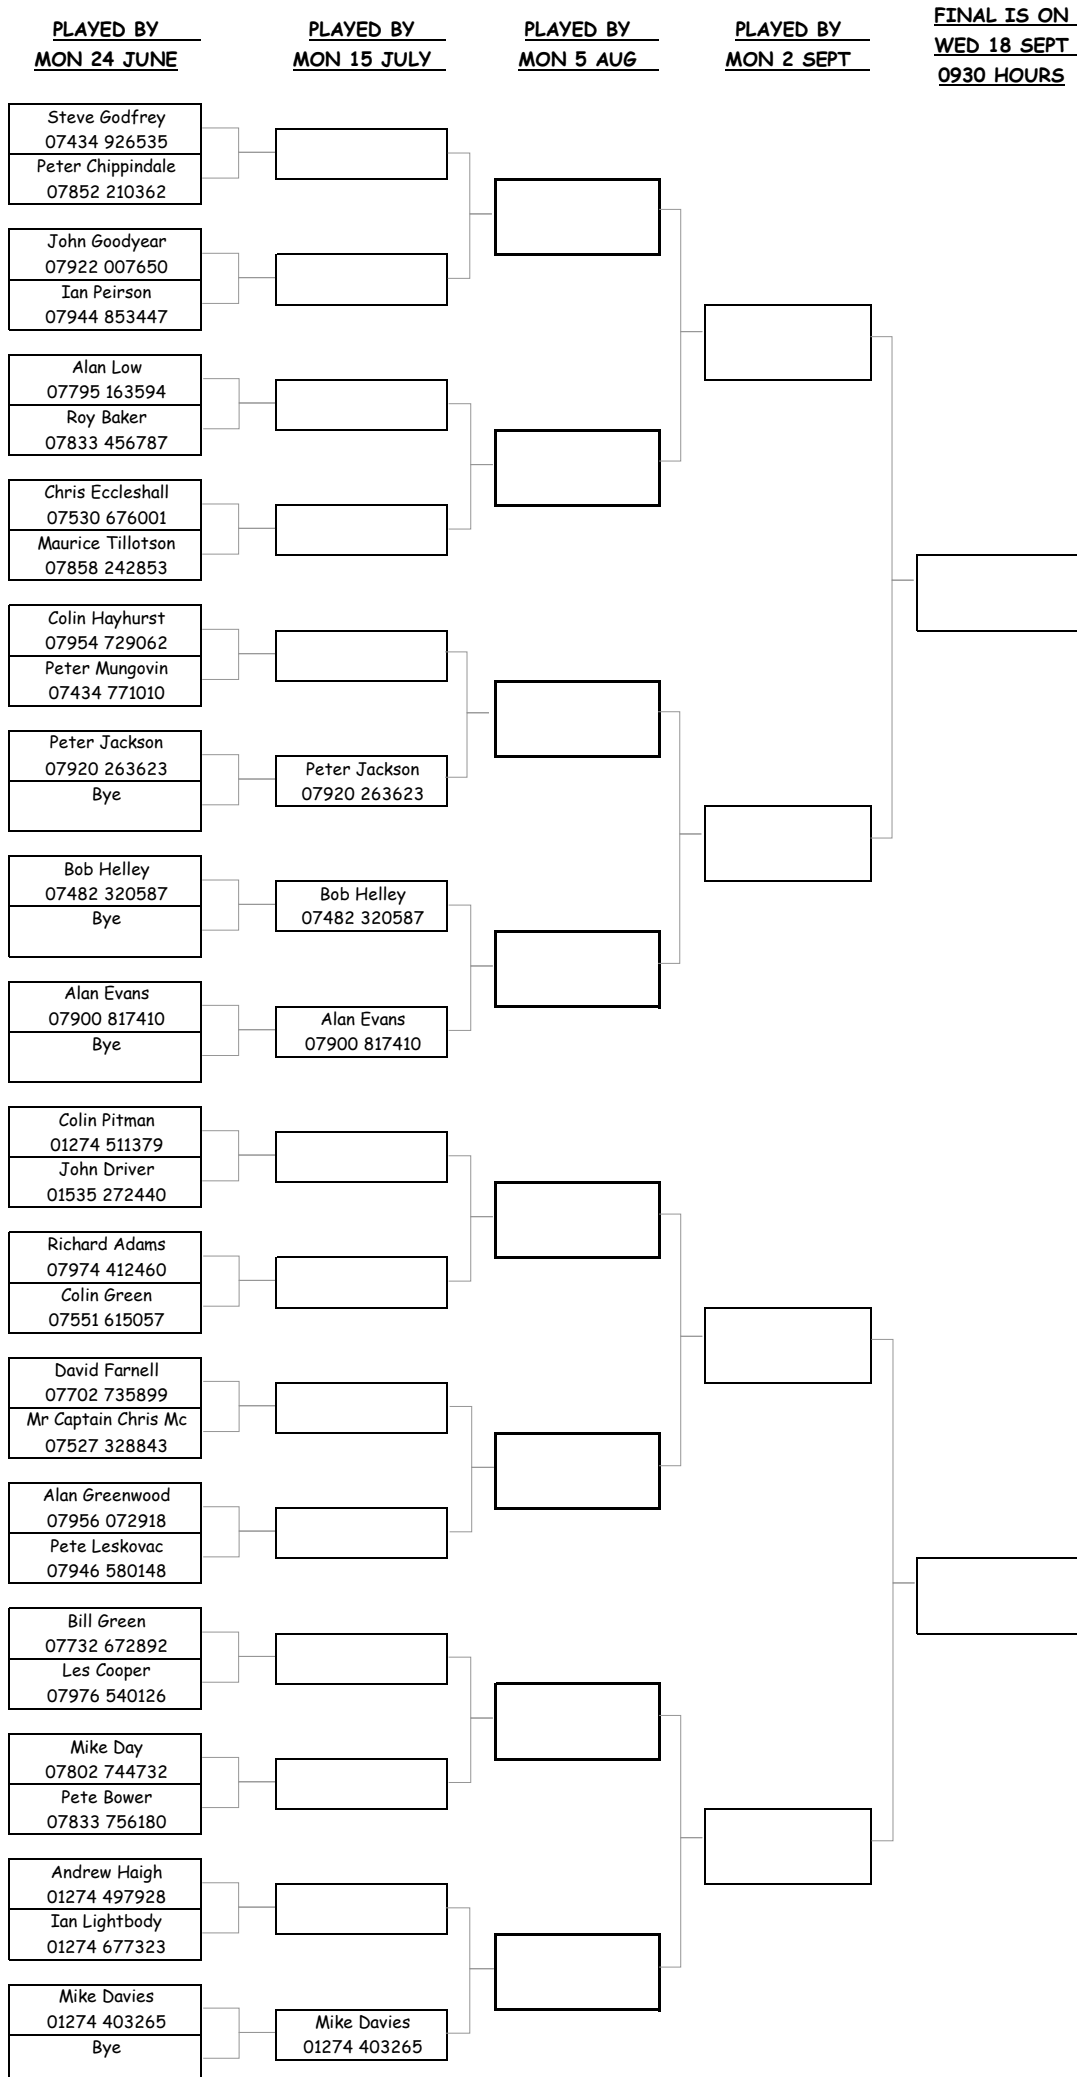 PLAYED BY
MON 24 JUNE
PLAYED BY
MON 15 JULY
PLAYED BY
MON 5 AUG
PLAYED BY
MON 2 SEPT
FINAL IS ON
WED 18 SEPT
0930 HOURS
Steve Godfrey
07434 926535
Peter Chippindale
07852 210362
John Goodyear
07922 007650
Ian Peirson
07944 853447
Alan Low
07795 163594
Roy Baker
07833 456787
Chris Eccleshall
07530 676001
Maurice Tillotson
07858 242853
Colin Hayhurst
07954 729062
Peter Mungovin
07434 771010
Peter Jackson
07920 263623
Bye
Peter Jackson
07920 263623
Bob Helley
07482 320587
Bye
Bob Helley
07482 320587
Alan Evans
07900 817410
Bye
Alan Evans
07900 817410
Colin Pitman
01274 511379
John Driver
01535 272440
Richard Adams
07974 412460
Colin Green
07551 615057
David Farnell
07702 735899
Mr Captain Chris Mc
07527 328843
Alan Greenwood
07956 072918
Pete Leskovac
07946 580148
Bill Green
07732 672892
Les Cooper
07976 540126
Mike Day
07802 744732
Pete Bower
07833 756180
Andrew Haigh
01274 497928
Ian Lightbody
01274 677323
Mike Davies
01274 403265
Bye
Mike Davies
01274 403265